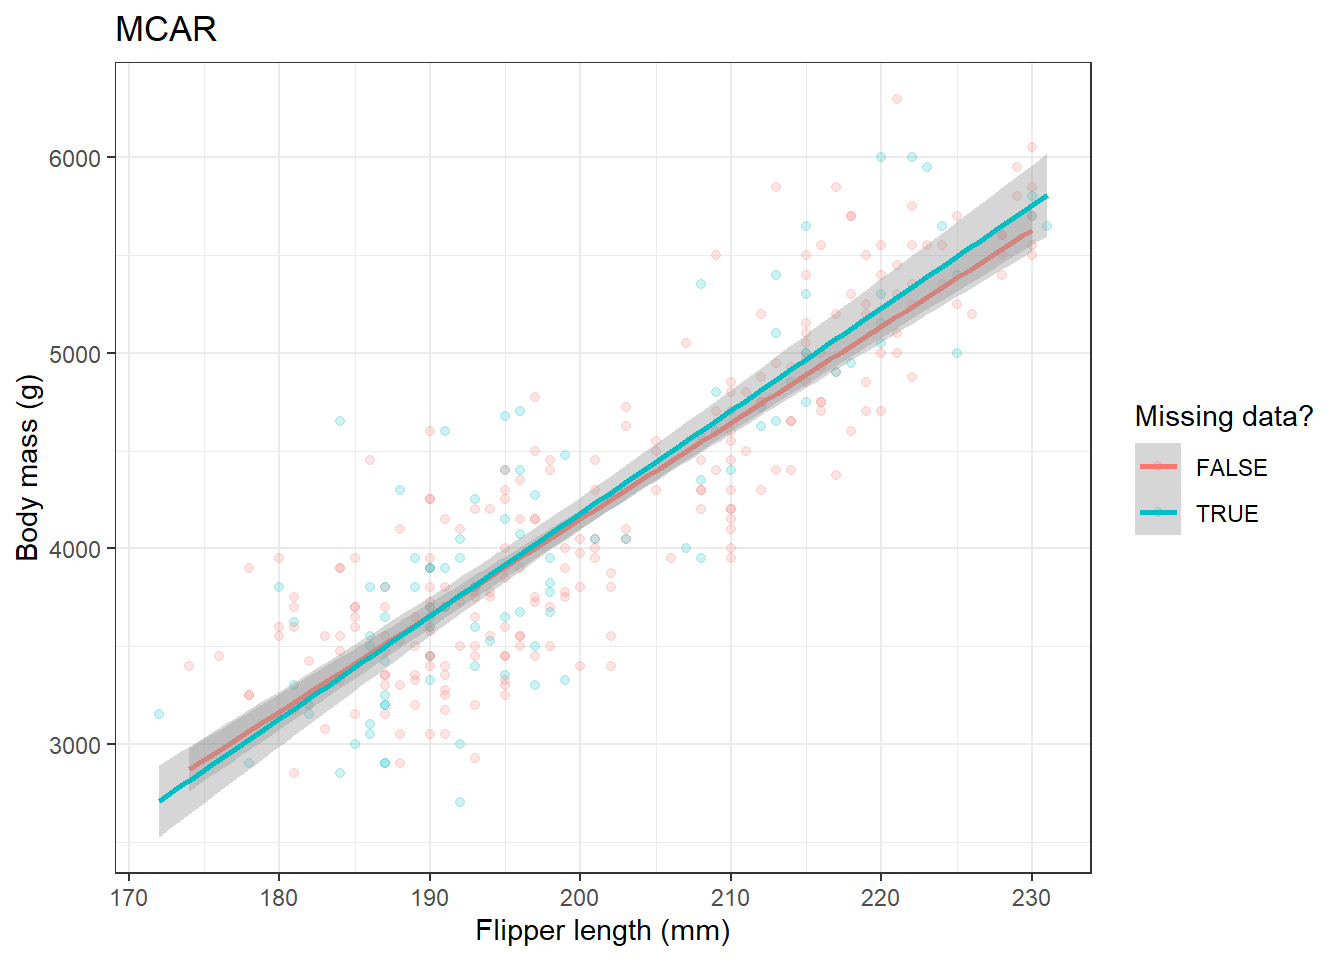 MCAR
6000
5000
4000
3000
Body mass (g)
170 180 190 200 210 220 230
Flipper length (mm)
Missing data?
FALSE
TRUE